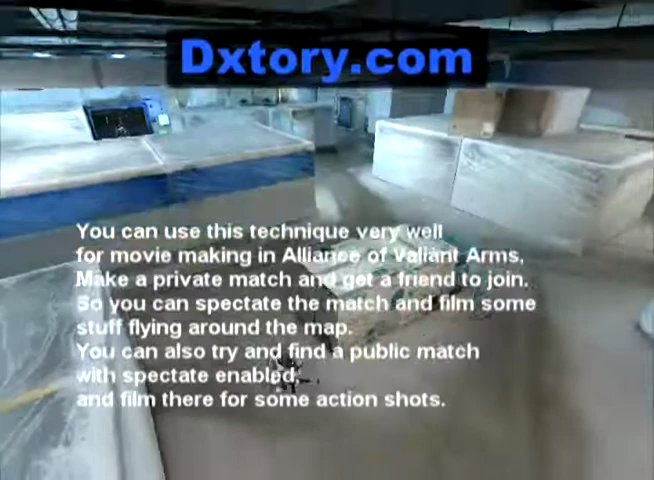 Dxtory.com
You can use this technique very well
for movie making in Alliance of Valiant Arms.
Make a private match and get a friend to join.
So you can spectate the match and film some
stuff flying around the map.
You can also try and find a public match
with spectate enabled,
and film there for some action shots.